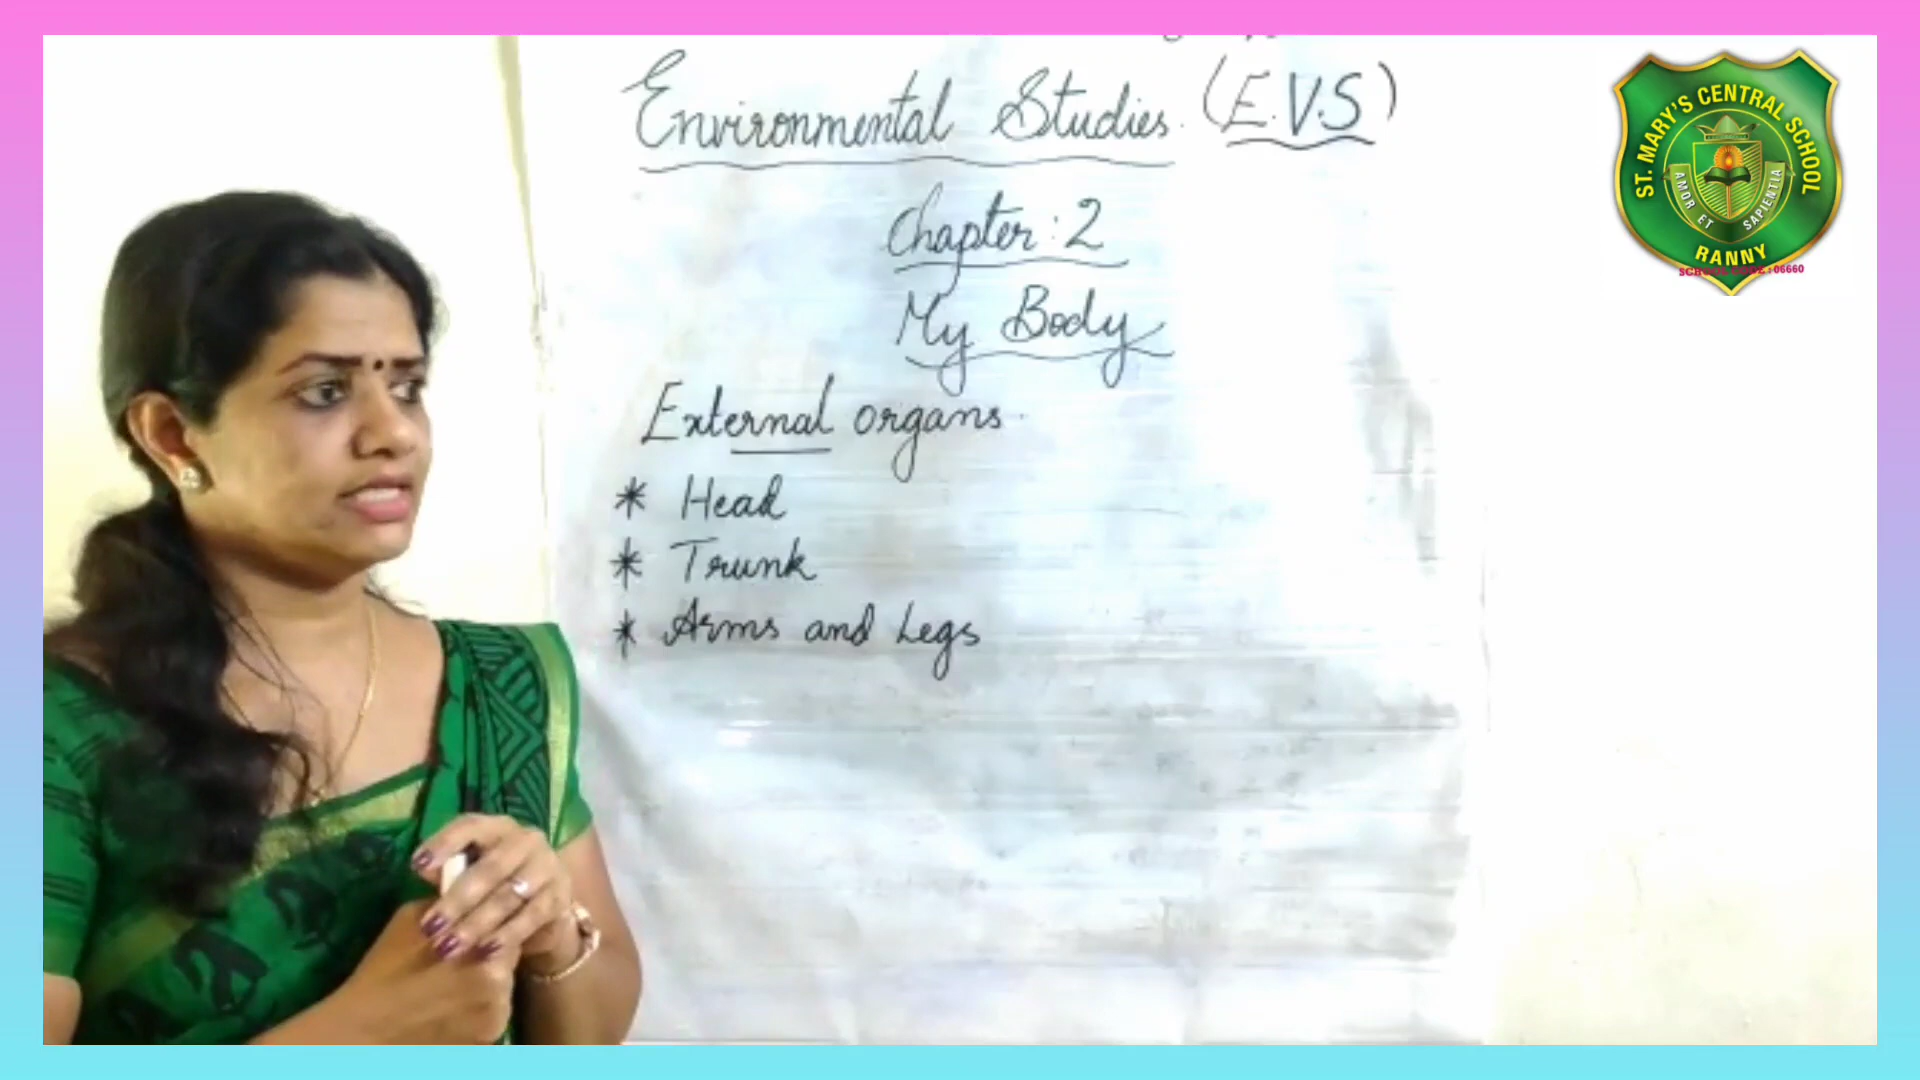 Environmental Studies. (E.V.S)
Chapter : 2
My Body
External organs.
* Head
* Trunk
* Arms and Legs
ST. MARY'S CENTRAL SCHOOL
AMOR ET SAPIENTIA
RANNY
06660